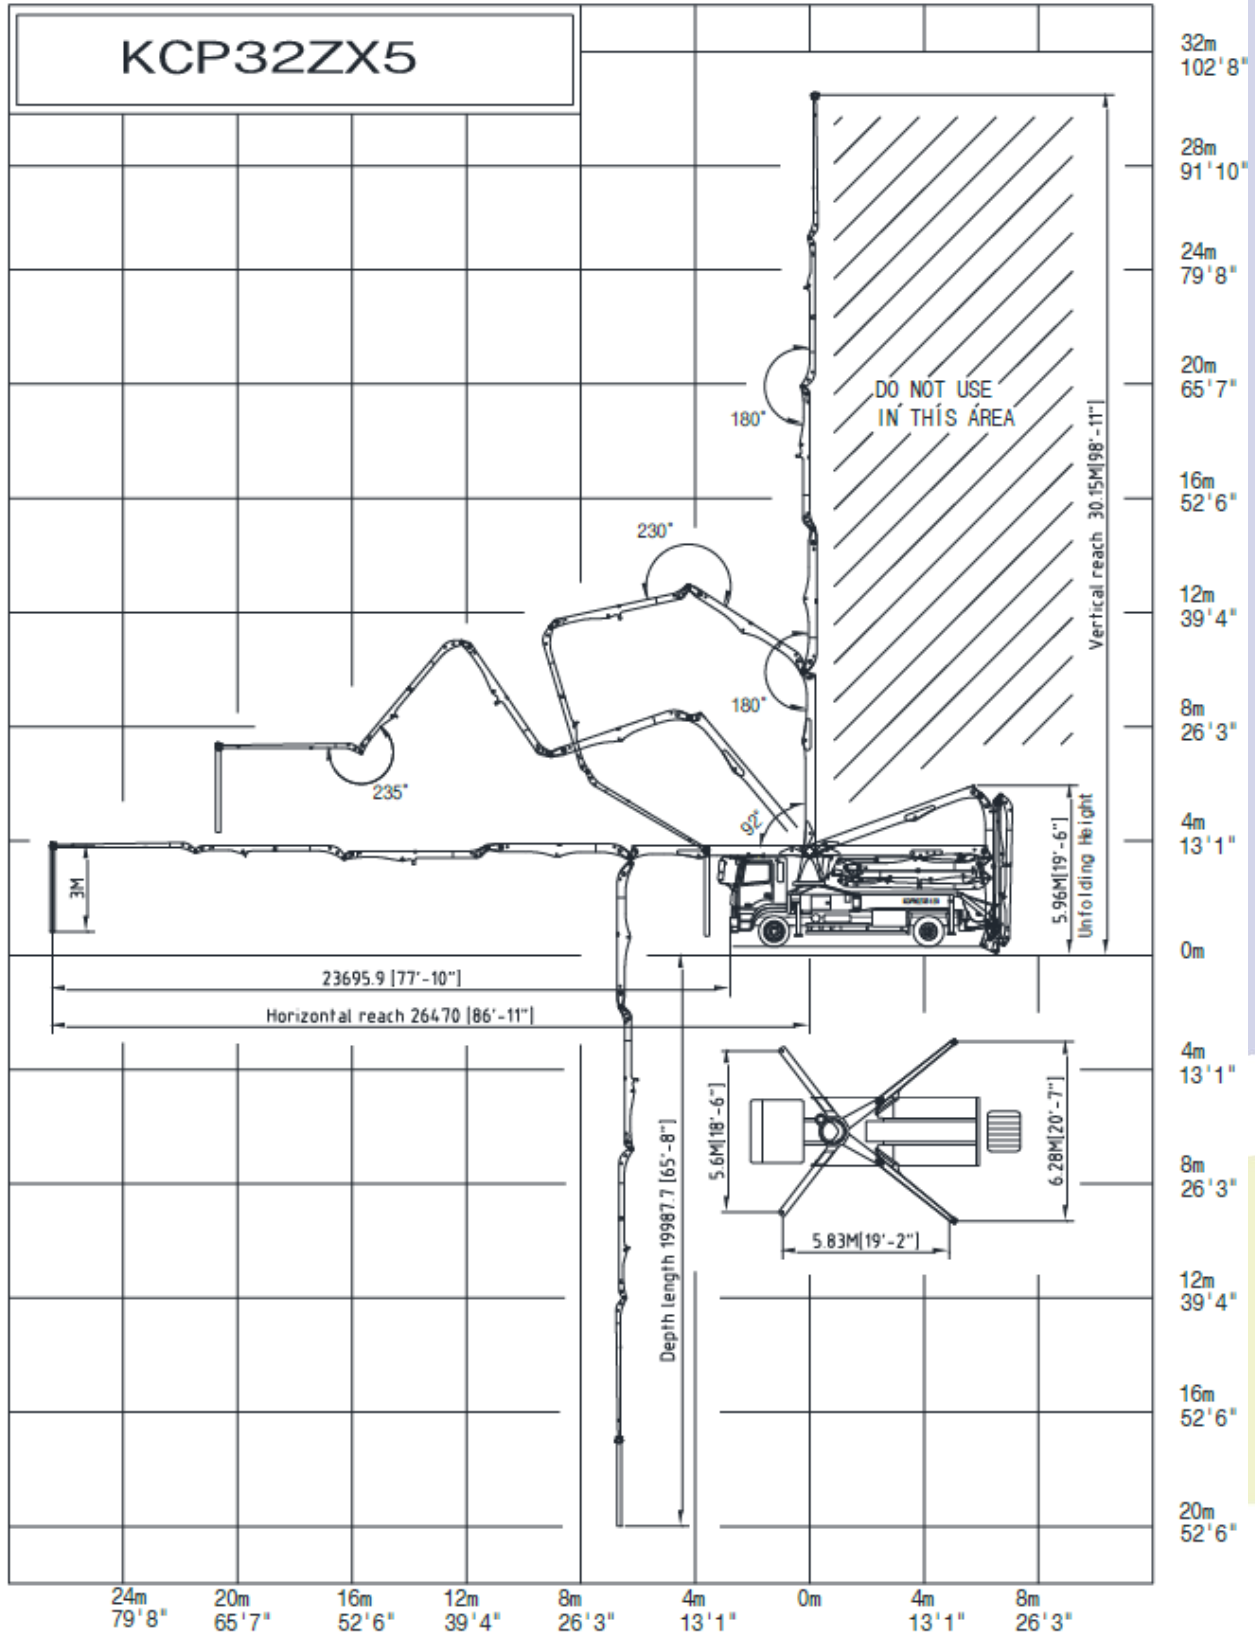 KCP32ZX5
32m
102'8"
28m
91'10"
24m
79'8"
20m
65'7"
16m
52'6"
12m
39'4"
8m
26'3"
4m
13'1"
0m
4m
13'1"
8m
26'3"
12m
39'4"
16m
52'6"
20m
52'6"
DO NOT USE
IN THIS AREA
Vertical reach 30.15M[98'-11"]
180°
230°
180°
235°
92°
5.96M[19'-6"]
Unfolding Height
3M
23695.9 [77'-10"]
Horizontal reach 26470 [86'-11"]
Depth length 19987.7 [65'-8"]
5.6M[18'-6"]
6.28M[20'-7"]
5.83M[19'-2"]
24m
79'8"
20m
65'7"
16m
52'6"
12m
39'4"
8m
26'3"
4m
13'1"
0m
4m
13'1"
8m
26'3"